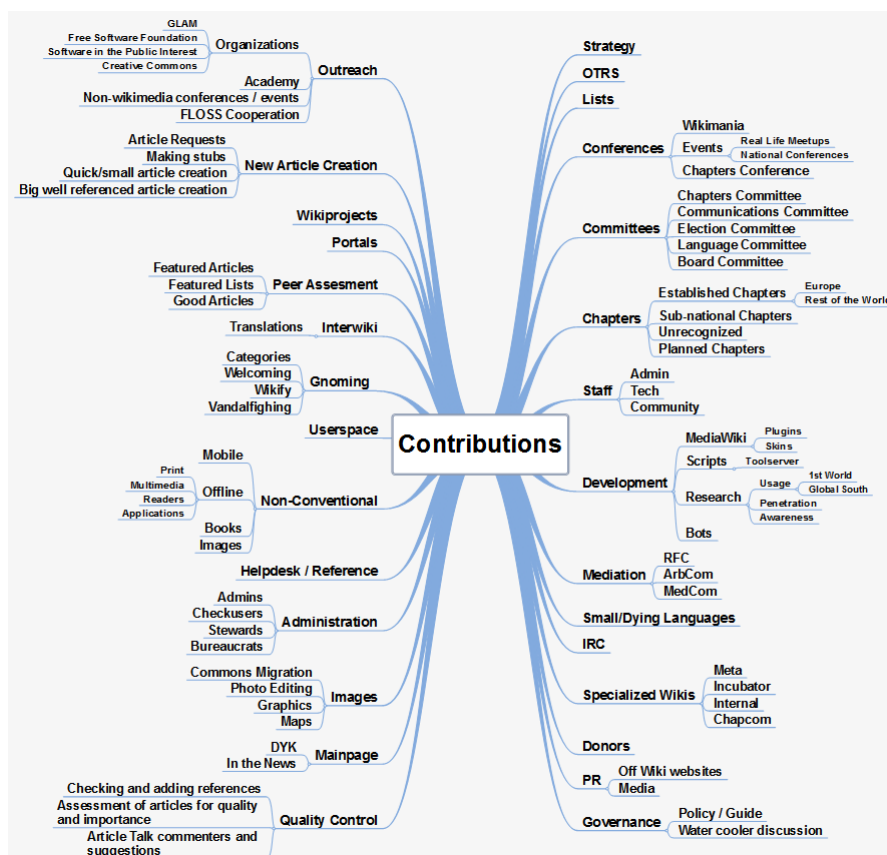 GLAM
Free Software Foundation
Software in the Public Interest
Creative Commons
Organizations
Academy
Non-wikimedia conferences / events
FLOSS Cooperation
Outreach
Article Requests
Making stubs
Quick/small article creation
Big well referenced article creation
New Article Creation
Wikiprojects
Portals
Featured Articles
Featured Lists
Good Articles
Peer Assesment
Translations
Interwiki
Categories
Welcoming
Wikify
Vandalfighing
Gnoming
Userspace
Mobile
Print
Multimedia
Readers
Applications
Offline
Books
Images
Non-Conventional
Helpdesk / Reference
Admins
Checkusers
Stewards
Bureaucrats
Administration
Commons Migration
Photo Editing
Graphics
Maps
Images
DYK
In the News
Mainpage
Checking and adding references
Assessment of articles for quality
and importance
Article Talk commenters and
suggestions
Quality Control
Contributions
Strategy
OTRS
Lists
Conferences
Wikimania
Events
Real Life Meetups
National Conferences
Chapters Conference
Committees
Chapters Committee
Communications Committee
Election Committee
Language Committee
Board Committee
Chapters
Established Chapters
Europe
Rest of the World
Sub-national Chapters
Unrecognized
Planned Chapters
Staff
Admin
Tech
Community
Development
MediaWiki
Plugins
Skins
Scripts
Toolserver
Research
Usage
1st World
Global South
Penetration
Awareness
Bots
Mediation
RFC
ArbCom
MedCom
Small/Dying Languages
IRC
Specialized Wikis
Meta
Incubator
Internal
Chapcom
Donors
PR
Off Wiki websites
Media
Governance
Policy / Guide
Water cooler discussion